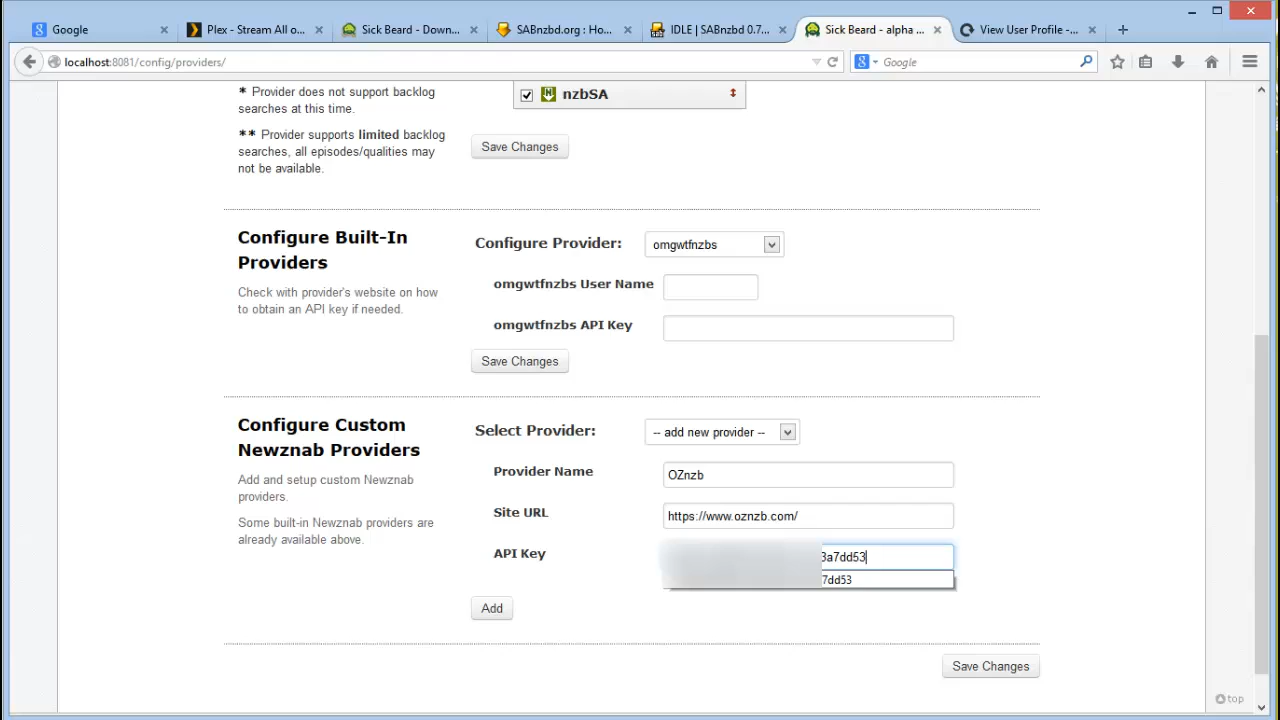 Google
Plex - Stream All o...
Sick Beard - Down...
SABnzbd.org : Ho...
IDLE | SABnzbd 0.7...
Sick Beard - alpha ...
View User Profile -...
localhost:8081/config/providers/
Google
* Provider does not support backlog
searches at this time.
** Provider supports limited backlog
searches, all episodes/qualities may
not be available.
nzbSA
Save Changes
Configure Built-In
Providers
Check with provider's website on how
to obtain an API key if needed.
Configure Provider: omgwtfnzbs
omgwtfnzbs User Name
omgwtfnzbs API Key
Save Changes
Configure Custom
Newznab Providers
Add and setup custom Newznab
providers.
Some built-in Newznab providers are
already available above.
Select Provider: -- add new provider --
Provider Name OZnzb
Site URL https://www.oznzb.com/
API Key 3a7dd53
7dd53
Add
Save Changes
top